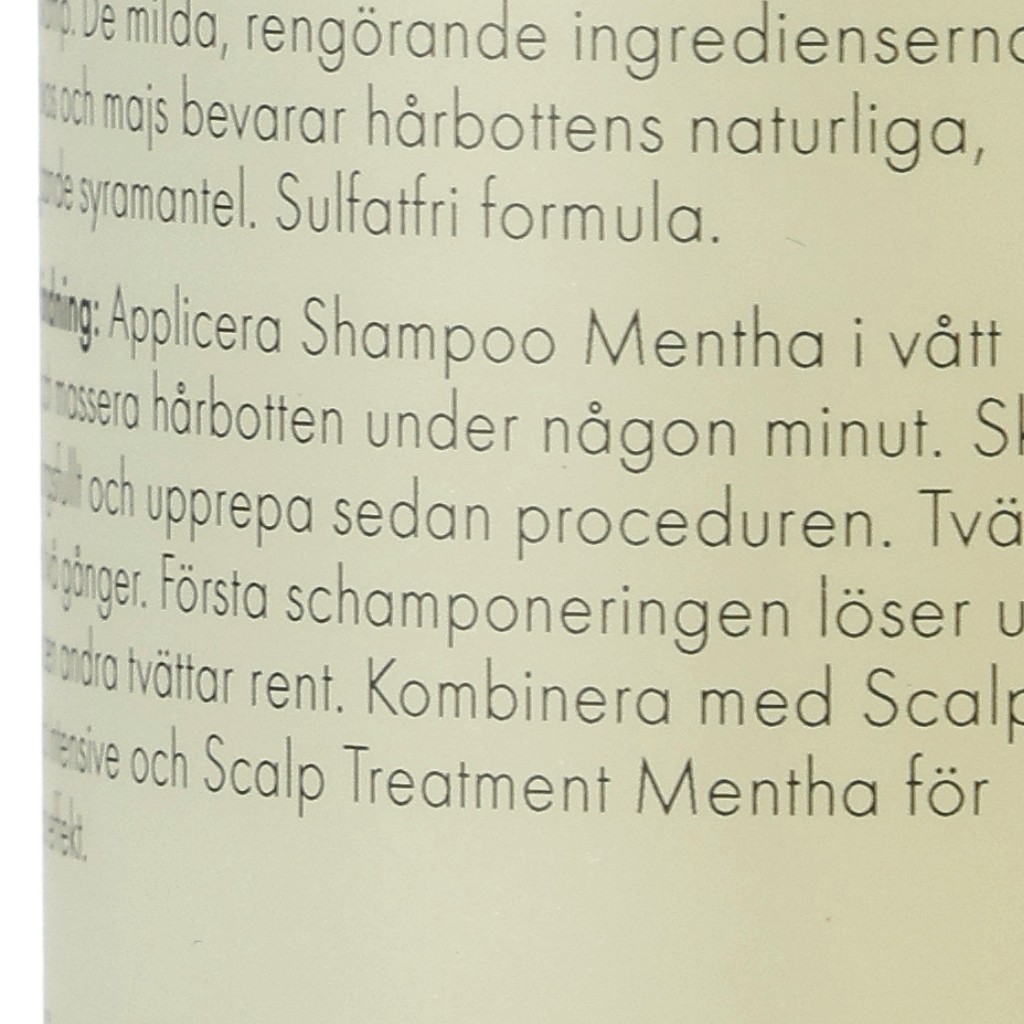 De milda, rengörande ingredienserna
och majs bevarar hårbottens naturliga,
syramantel. Sulfatfri formula.
Applicera Shampoo Mentha i vått
massera hårbotten under någon minut.
och upprepa sedan proceduren.
gånger. Första schamponeringen löser
andra tvättar rent. Kombinera med Scalp
och Scalp Treatment Mentha för
effekt.